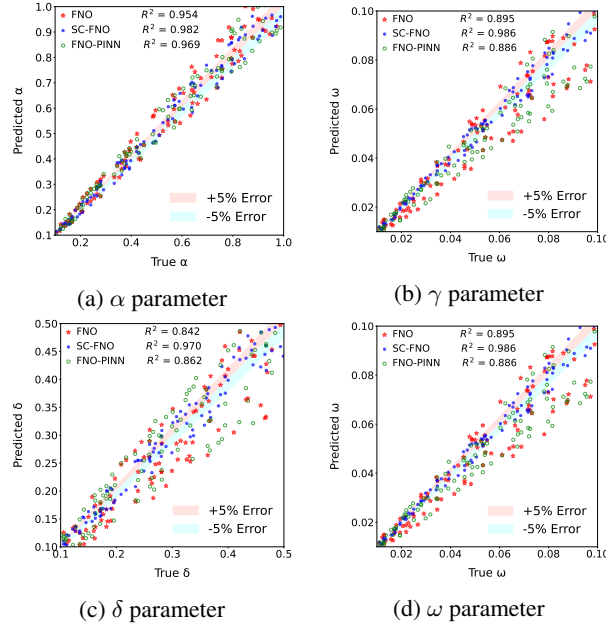 FNO R² = 0.954
SC-FNO R² = 0.982
FNO-PINN R² = 0.969
1.0
0.9
0.8
0.7
0.6
0.5
0.4
0.3
0.2
0.1
Predicted α
+5% Error
-5% Error
0.2 0.4 0.6 0.8 1.0
True α
(a) α parameter
FNO R² = 0.895
SC-FNO R² = 0.986
FNO-PINN R² = 0.886
0.10
0.08
0.06
0.04
0.02
Predicted ω
+5% Error
-5% Error
0.02 0.04 0.06 0.08 0.10
True ω
(b) γ parameter
FNO R² = 0.842
SC-FNO R² = 0.970
FNO-PINN R² = 0.862
0.50
0.45
0.40
0.35
0.30
0.25
0.20
0.15
0.10
Predicted δ
+5% Error
-5% Error
0.1 0.2 0.3 0.4 0.5
True δ
(c) δ parameter
FNO R² = 0.895
SC-FNO R² = 0.986
FNO-PINN R² = 0.886
0.10
0.08
0.06
0.04
0.02
Predicted ω
+5% Error
-5% Error
0.02 0.04 0.06 0.08 0.10
True ω
(d) ω parameter